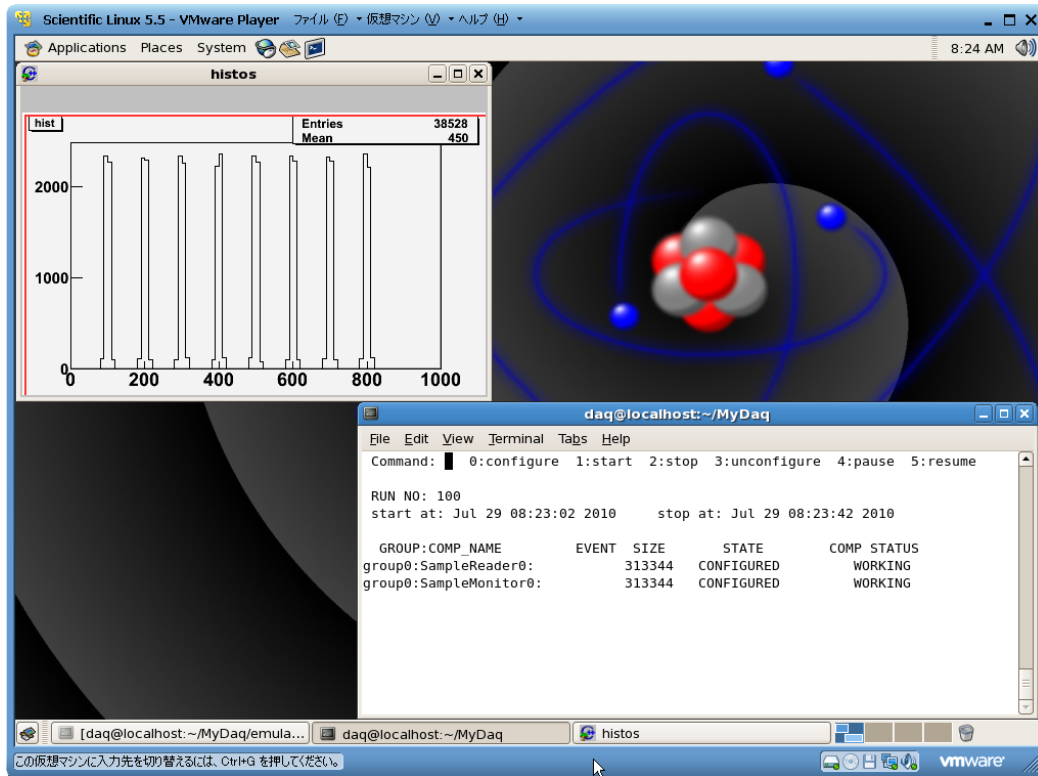 Scientific Linux 5.5 - VMware Player ファイル (F) 仮想マシン (V) ヘルプ (H)
Applications Places System 8:24 AM
histos
hist
Entries 38528
Mean 450
2000
1000
0
0 200 400 600 800 1000
daq@localhost:~/MyDaq
File Edit View Terminal Tabs Help
Command: 0:configure 1:start 2:stop 3:unconfigure 4:pause 5:resume
RUN NO: 100
start at: Jul 29 08:23:02 2010 stop at: Jul 29 08:23:42 2010
GROUP:COMP_NAME EVENT SIZE STATE COMP STATUS
group0:SampleReader0: 313344 CONFIGURED WORKING
group0:SampleMonitor0: 313344 CONFIGURED WORKING
[daq@localhost:~/MyDaq/emula... daq@localhost:~/MyDaq histos
この仮想マシンに入力先を切り替えるには、Ctrl+G を押してください。 vmware